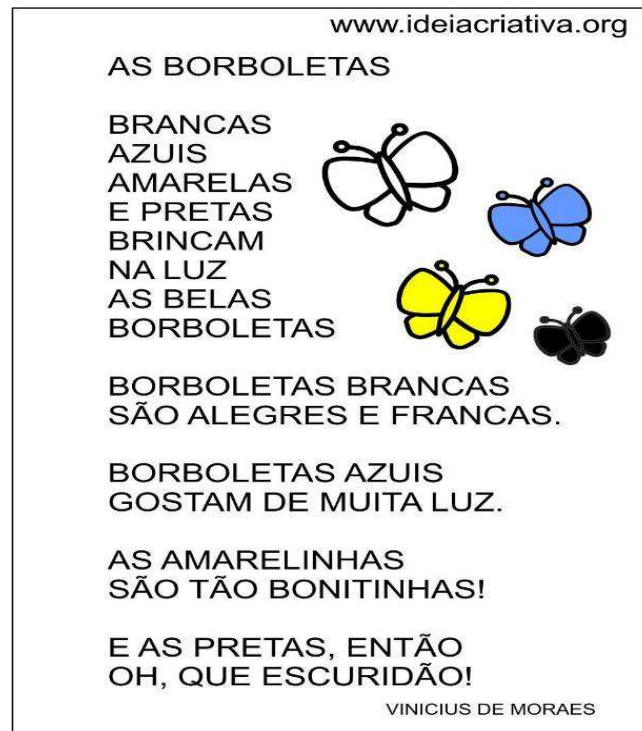 www.ideiacriativa.org
AS BORBOLETAS
BRANCAS
AZUIS
AMARELAS
E PRETAS
BRINCAM
NA LUZ
AS BELAS
BORBOLETAS
BORBOLETAS BRANCAS
SÃO ALEGRES E FRANCAS.
BORBOLETAS AZUIS
GOSTAM DE MUITA LUZ.
AS AMARELINHAS
SÃO TÃO BONITINHAS!
E AS PRETAS, ENTÃO
OH, QUE ESCURIDÃO!
VINICIUS DE MORAES